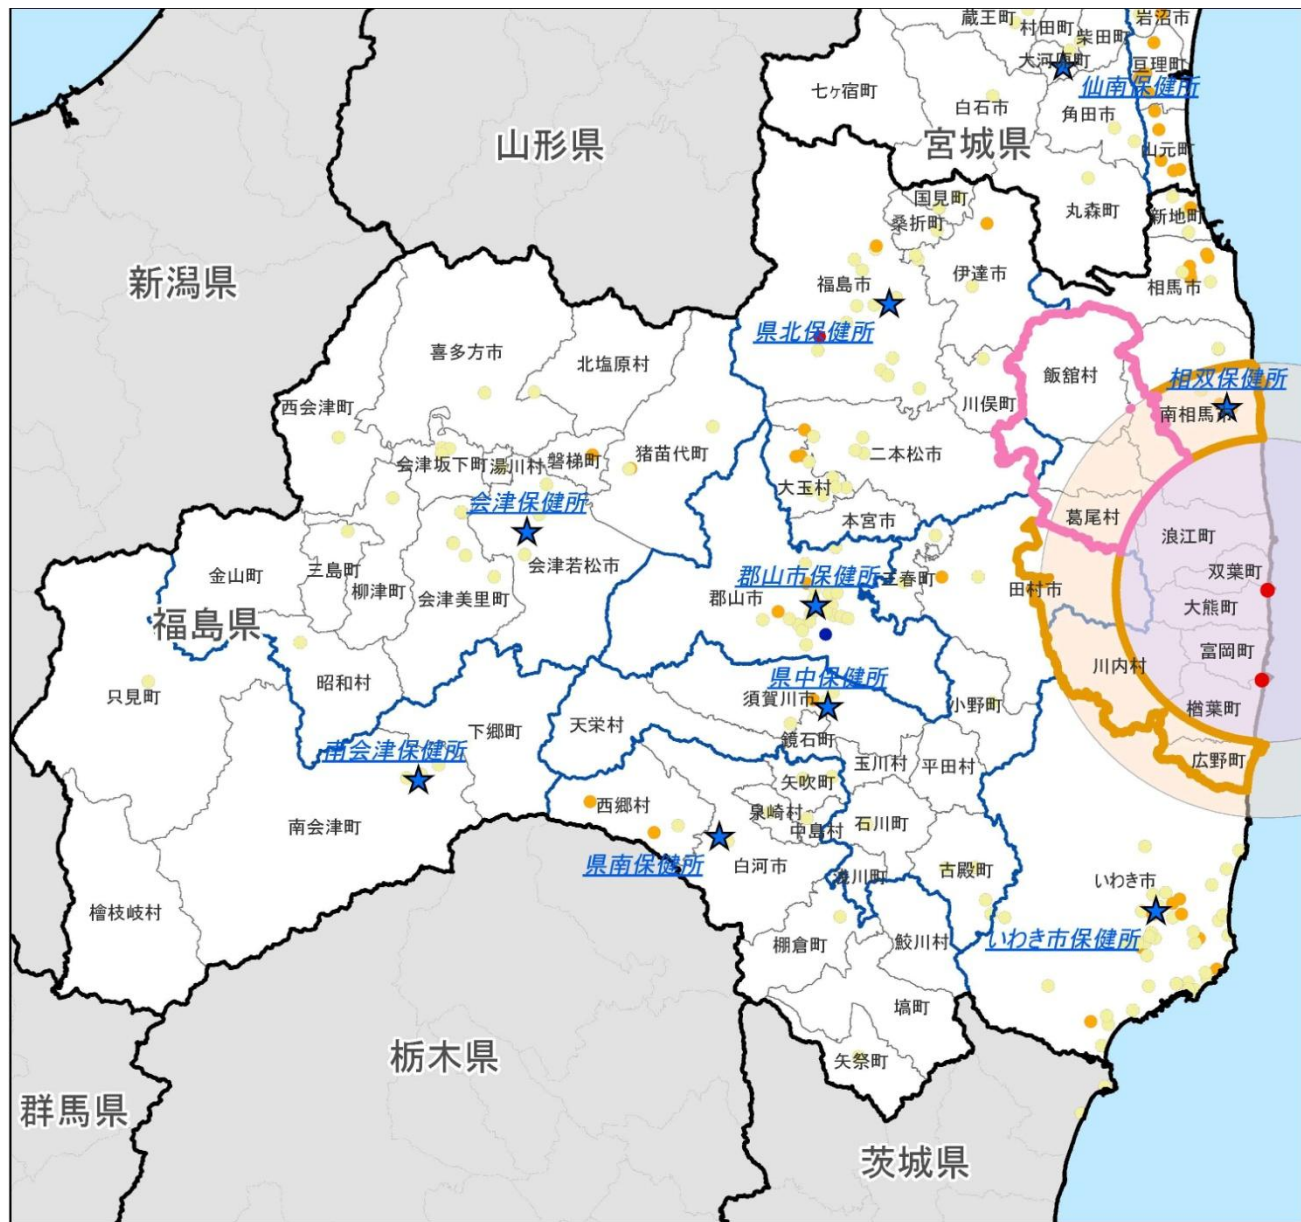 蔵王町
村田町
柴田町
岩沼市
大河原町
亘理町
仙南保健所
七ヶ宿町
白石市
角田市
山形県
宮城県
山元町
国見町
丸森町
新地町
桑折町
新潟県
福島市
伊達市
相馬市
県北保健所
喜多方市
北塩原村
飯舘村
相双保健所
西会津町
川俣町
南相馬市
会津坂下町
湯川村
磐梯町
猪苗代町
二本松市
大玉村
会津保健所
本宮市
葛尾村
浪江町
金山町
三島町
柳津町
会津美里町
会津若松市
郡山市保健所
三春町
田村市
双葉町
郡山市
大熊町
福島県
川内村
富岡町
只見町
昭和村
県中保健所
須賀川市
小野町
楢葉町
下郷町
天栄村
鏡石町
南会津保健所
玉川村
平田村
広野町
矢吹町
西郷村
泉崎村
中島村
石川町
南会津町
県南保健所
白河市
浅川町
古殿町
いわき市
檜枝岐村
棚倉町
鮫川村
いわき市保健所
塙町
栃木県
矢祭町
群馬県
茨城県